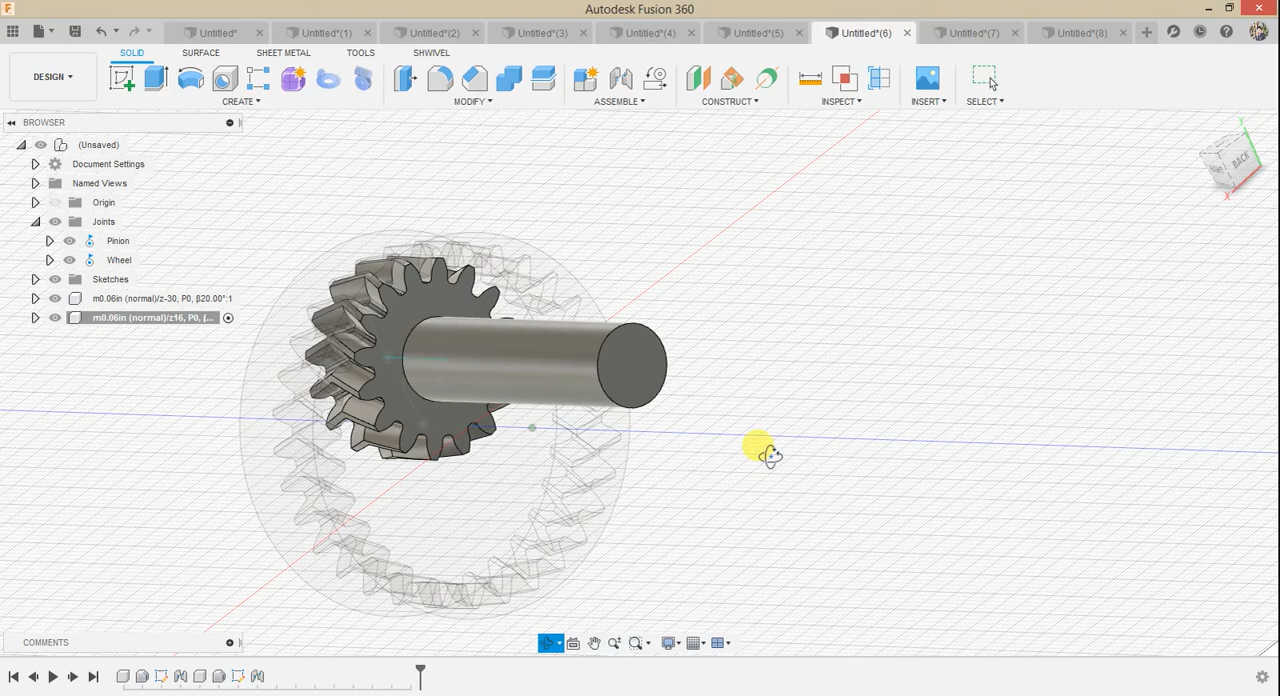 Autodesk Fusion 360
Untitled* Untitled*(1) Untitled*(2) Untitled*(3) Untitled*(4) Untitled*(5) Untitled*(6) Untitled*(7) Untitled*(8)
SOLID SURFACE SHEET METAL TOOLS SHWIVEL
DESIGN
CREATE MODIFY ASSEMBLE CONSTRUCT INSPECT INSERT SELECT
BROWSER
(Unsaved)
Document Settings
Named Views
Origin
Joints
Pinion
Wheel
Sketches
m0.06in (normal)/z-30, P0, β20.00°:1
m0.06in (normal)/z16, P0, β...
Y
BACK
X
COMMENTS